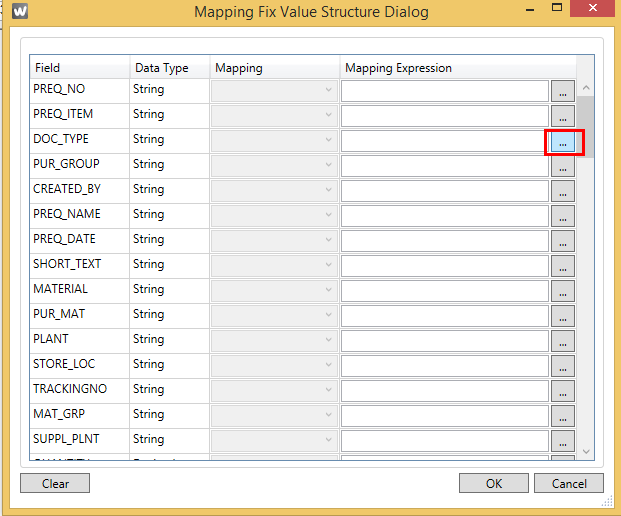 Mapping Fix Value Structure Dialog
Field Data Type Mapping Mapping Expression
PREQ_NO String ...
PREQ_ITEM String ...
DOC_TYPE String ...
PUR_GROUP String ...
CREATED_BY String ...
PREQ_NAME String ...
PREQ_DATE String ...
SHORT_TEXT String ...
MATERIAL String ...
PUR_MAT String ...
PLANT String ...
STORE_LOC String ...
TRACKINGNO String ...
MAT_GRP String ...
SUPPL_PLNT String ...
Clear OK Cancel